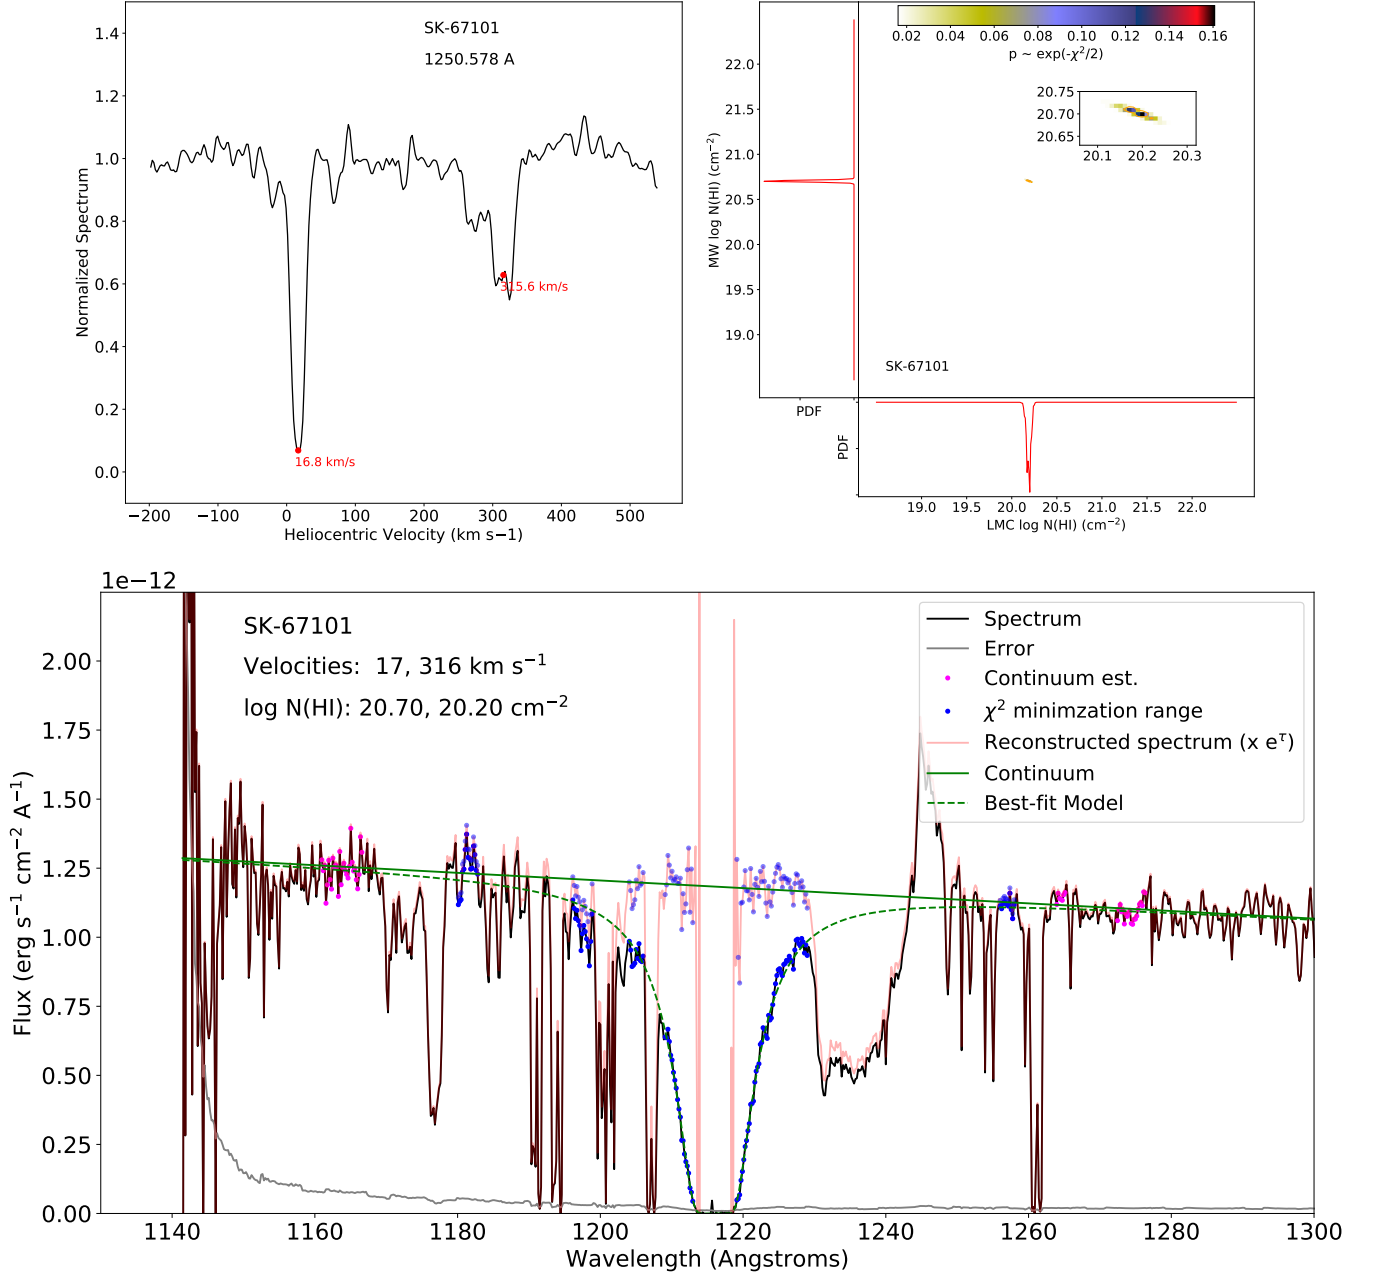 SK-67101
1250.578 A
1.4
1.2
1.0
0.8
0.6
0.4
0.2
0.0
Normalized Spectrum
315.6 km/s
16.8 km/s
−200
−100
0
100
200
300
400
500
Heliocentric Velocity (km s−1)
0.02
0.04
0.06
0.08
0.10
0.12
0.14
0.16
p ~ exp(-χ²/2)
20.75
20.70
20.65
20.1
20.2
20.3
22.0
21.5
21.0
20.5
20.0
19.5
19.0
MW log N(HI) (cm⁻²)
SK-67101
PDF
PDF
19.0
19.5
20.0
20.5
21.0
21.5
22.0
LMC log N(HI) (cm⁻²)
1e−12
SK-67101
Velocities: 17, 316 km s⁻¹
log N(HI): 20.70, 20.20 cm⁻²
Spectrum
Error
Continuum est.
χ² minimzation range
Reconstructed spectrum (x e^τ)
Continuum
Best-fit Model
2.00
1.75
1.50
1.25
1.00
0.75
0.50
0.25
0.00
Flux (erg s⁻¹ cm⁻² A⁻¹)
1140
1160
1180
1200
1220
1240
1260
1280
1300
Wavelength (Angstroms)